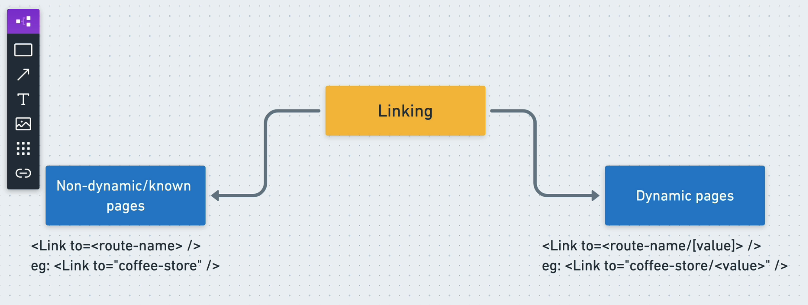 Linking
Non-dynamic/known
pages
<Link to=<route-name> />
eg: <Link to="coffee-store" />
Dynamic pages
<Link to=<route-name/[value]> />
eg: <Link to="coffee-store/<value>" />
T